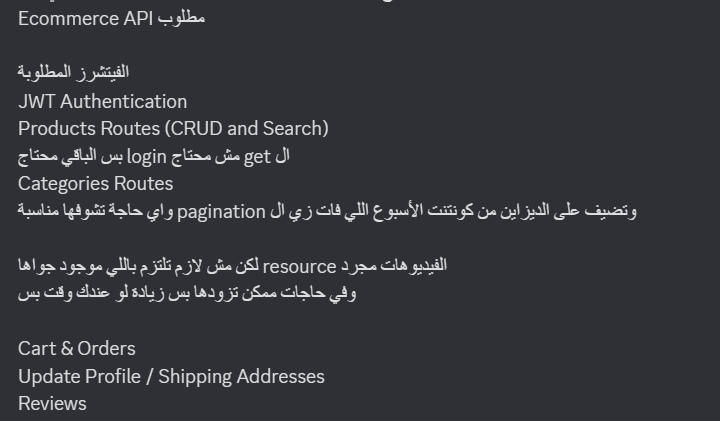 مطلوب Ecommerce API

الفيتشرز المطلوبة
JWT Authentication
Products Routes (CRUD and Search)
ال get مش محتاج login بس الباقي محتاج
Categories Routes
وتضيف على الديزاين من كونتنت الأسبوع اللي فات زي ال pagination واي حاجة تشوفها مناسبة

الفيديوهات مجرد resource لكن مش لازم تلتزم باللي موجود جواها
وفي حاجات ممكن تزودها بس زيادة لو عندك وقت بس

Cart & Orders
Update Profile / Shipping Addresses
Reviews